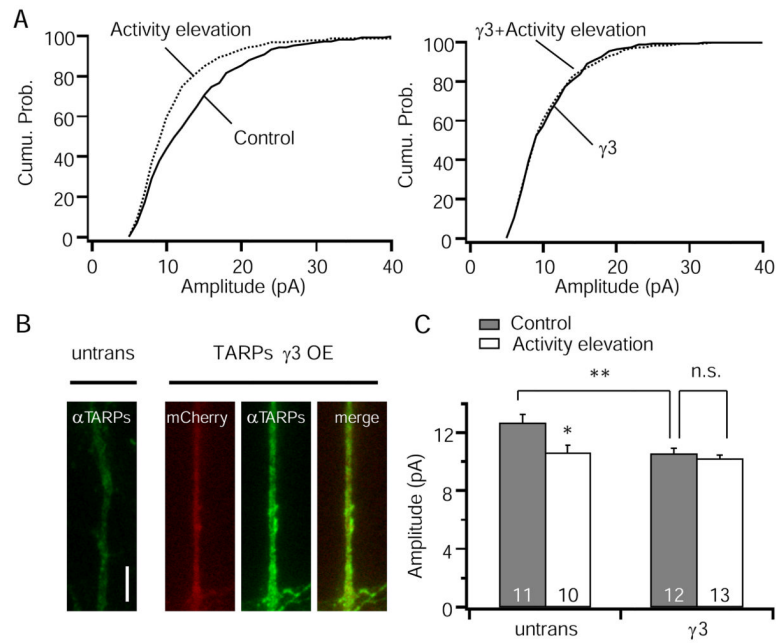 A
Cumu. Prob.
100
80
60
40
20
0
Activity elevation
Control
0
10
20
30
40
Amplitude (pA)
Cumu. Prob.
100
80
60
40
20
0
γ3+Activity elevation
γ3
0
10
20
30
40
Amplitude (pA)
B
untrans
TARPs γ3 OE
αTARPs
mCherry
αTARPs
merge
C
Control
Activity elevation
**
n.s.
*
Amplitude (pA)
12
8
4
0
11
10
12
13
untrans
γ3